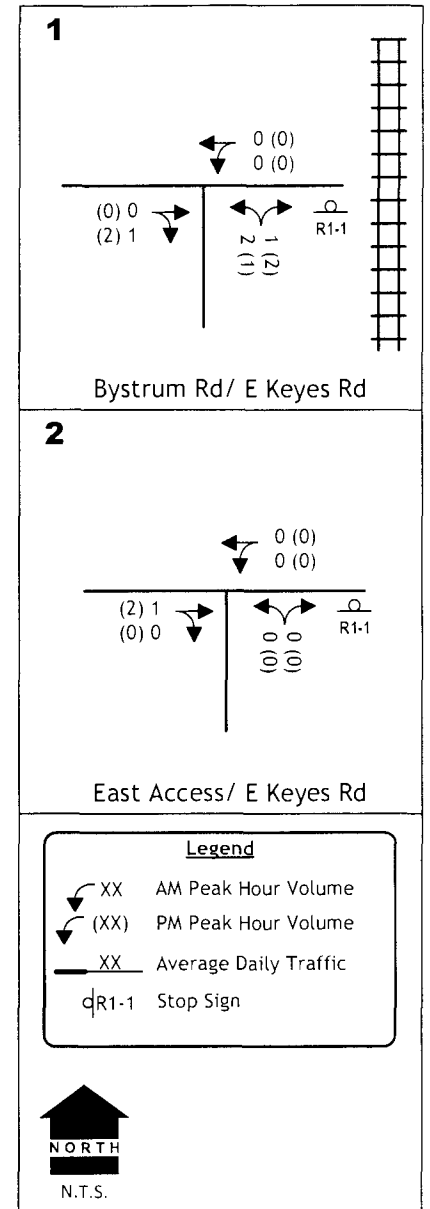 1
0 (0)
0 (0)
(0) 0
(2) 1
1 (2)
2 (1)
R1-1
Bystrum Rd/ E Keyes Rd
2
0 (0)
0 (0)
(2) 1
(0) 0
0 (0)
0 (0)
R1-1
East Access/ E Keyes Rd
Legend
XX AM Peak Hour Volume
(XX) PM Peak Hour Volume
XX Average Daily Traffic
R1-1 Stop Sign
NORTH
N.T.S.